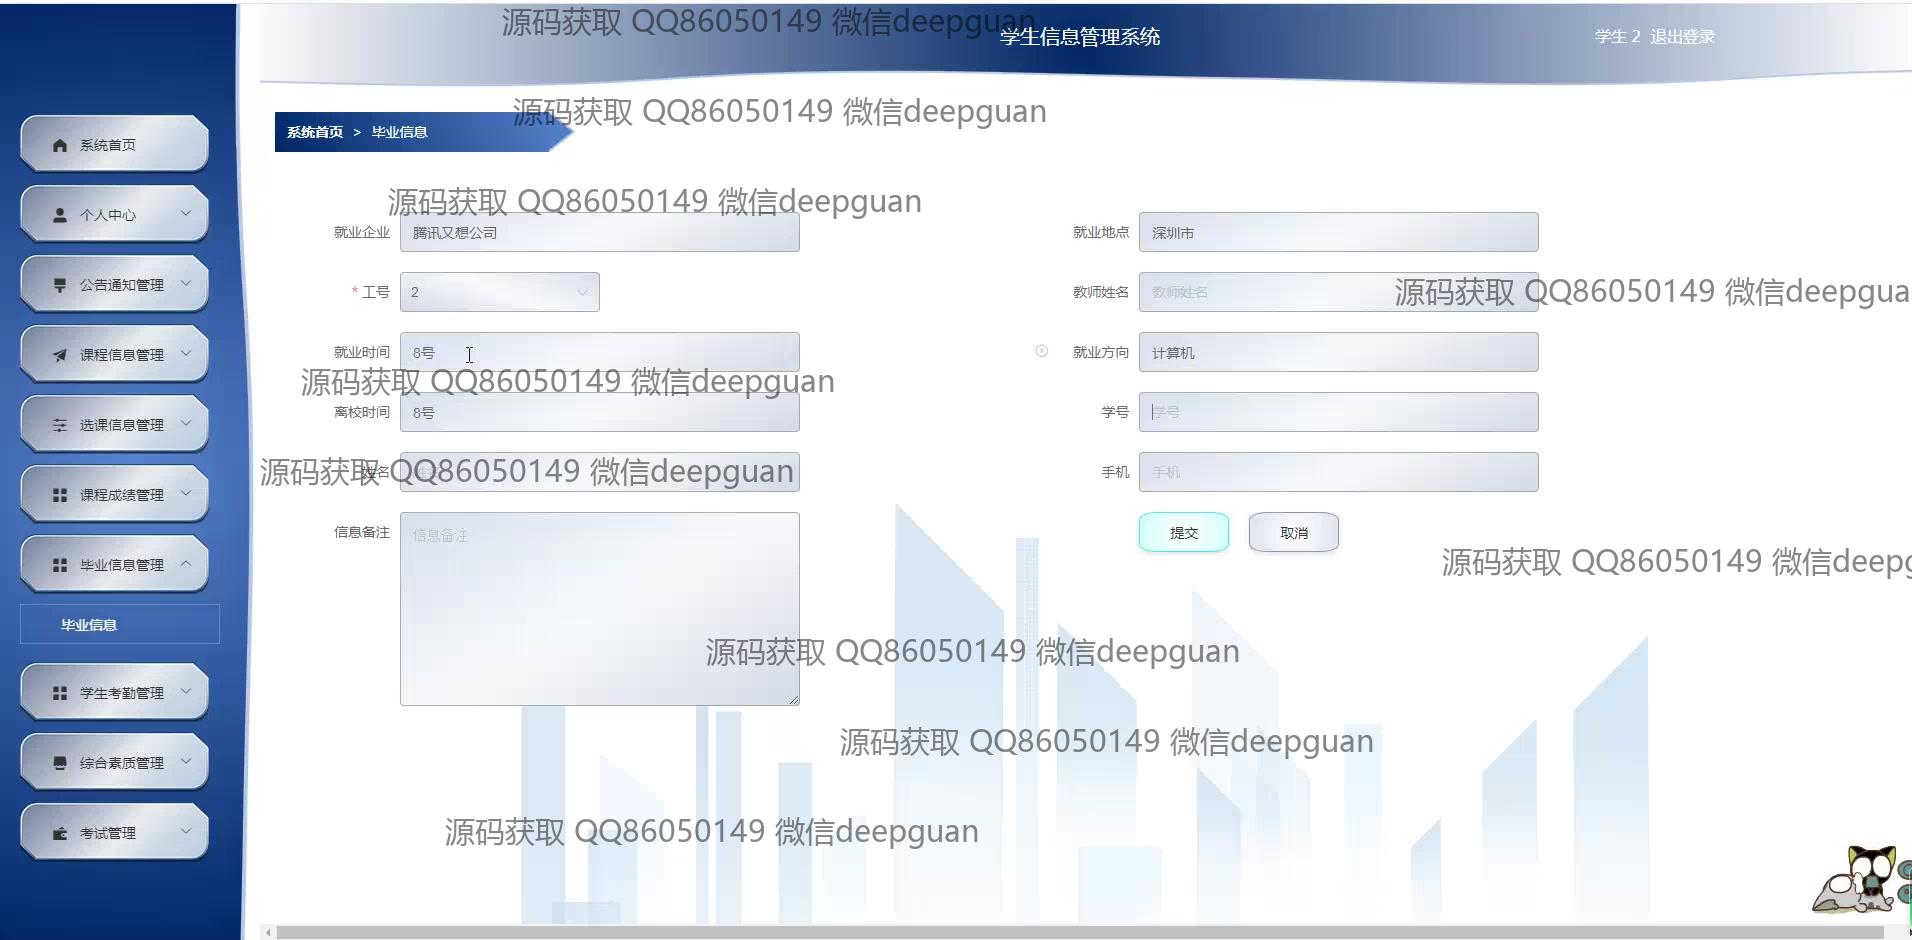 源码获取 QQ86050149 微信deepguan
学生信息管理系统
学生 2 退出登录
源码获取 QQ86050149 微信deepguan
系统首页 > 毕业信息
系统首页
个人中心
公告通知管理
课程信息管理
选课信息管理
课程成绩管理
毕业信息管理
毕业信息
学生考勤管理
综合素质管理
考试管理
源码获取 QQ86050149 微信deepguan
就业企业 腾讯又想公司
就业地点 深圳市
* 工号 2
教师姓名 教师姓名
源码获取 QQ86050149 微信deepgua
就业时间 8号
就业方向 计算机
源码获取 QQ86050149 微信deepguan
离校时间 8号
学号 学号
源码获取 QQ86050149 微信deepguan
姓名
手机 手机
信息备注 信息备注
提交 取消
源码获取 QQ86050149 微信deepg
源码获取 QQ86050149 微信deepguan
源码获取 QQ86050149 微信deepguan
源码获取 QQ86050149 微信deepguan